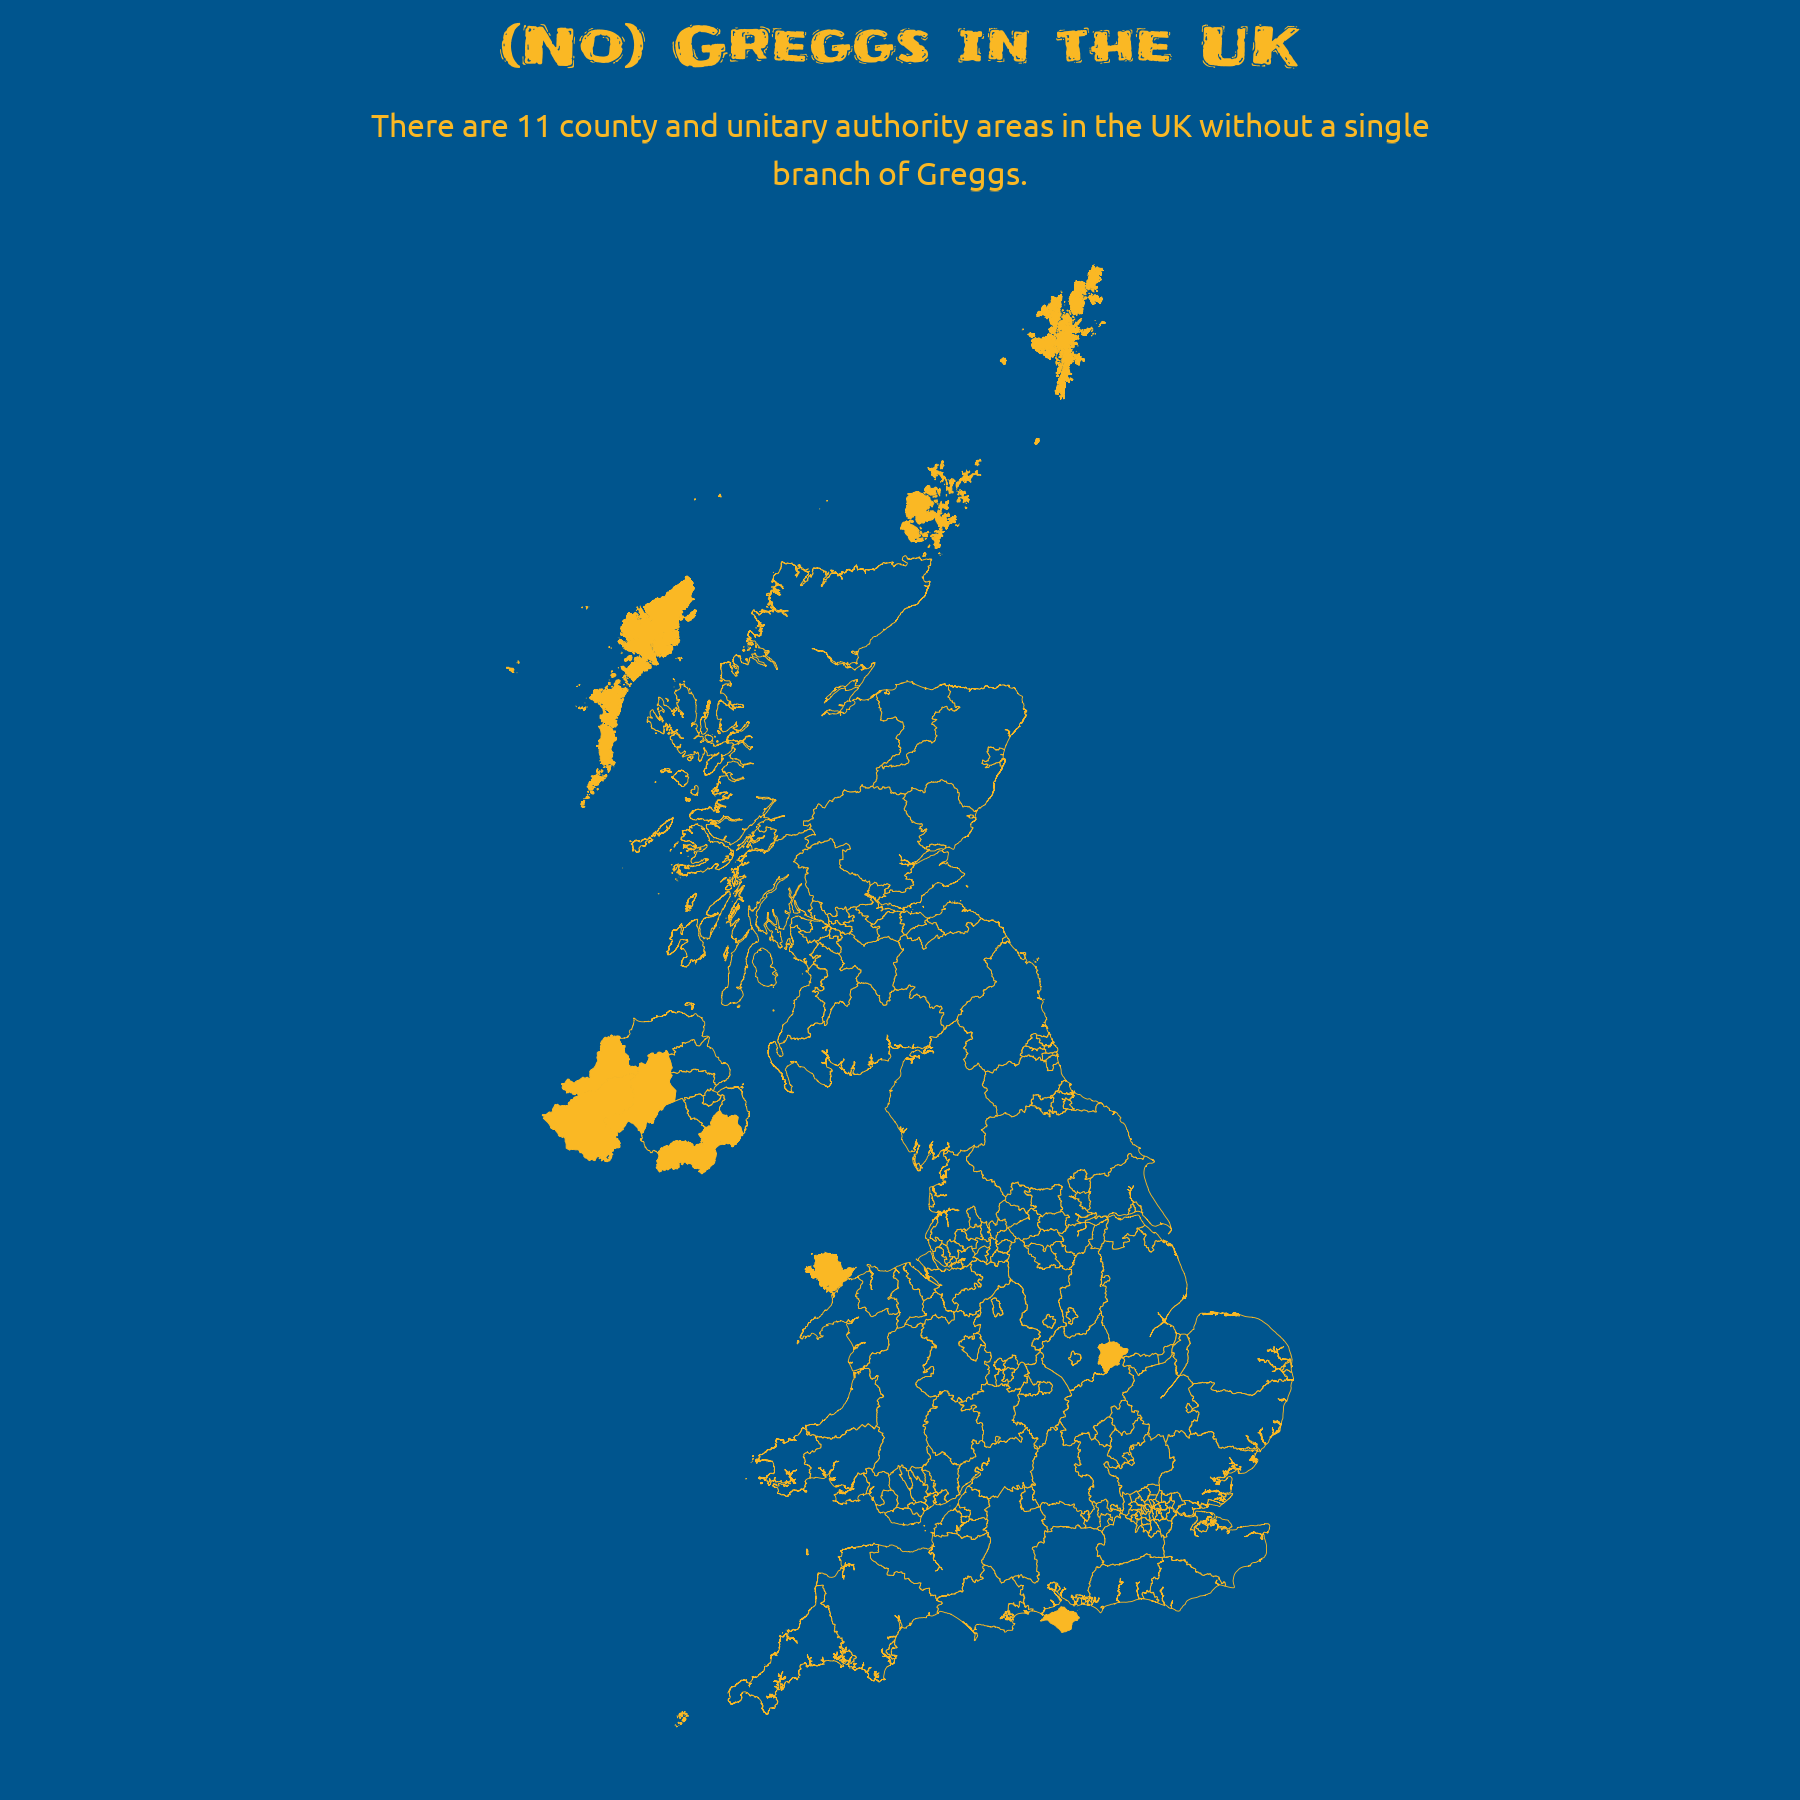 (No) Greggs in the UK
There are 11 county and unitary authority areas in the UK without a single
branch of Greggs.